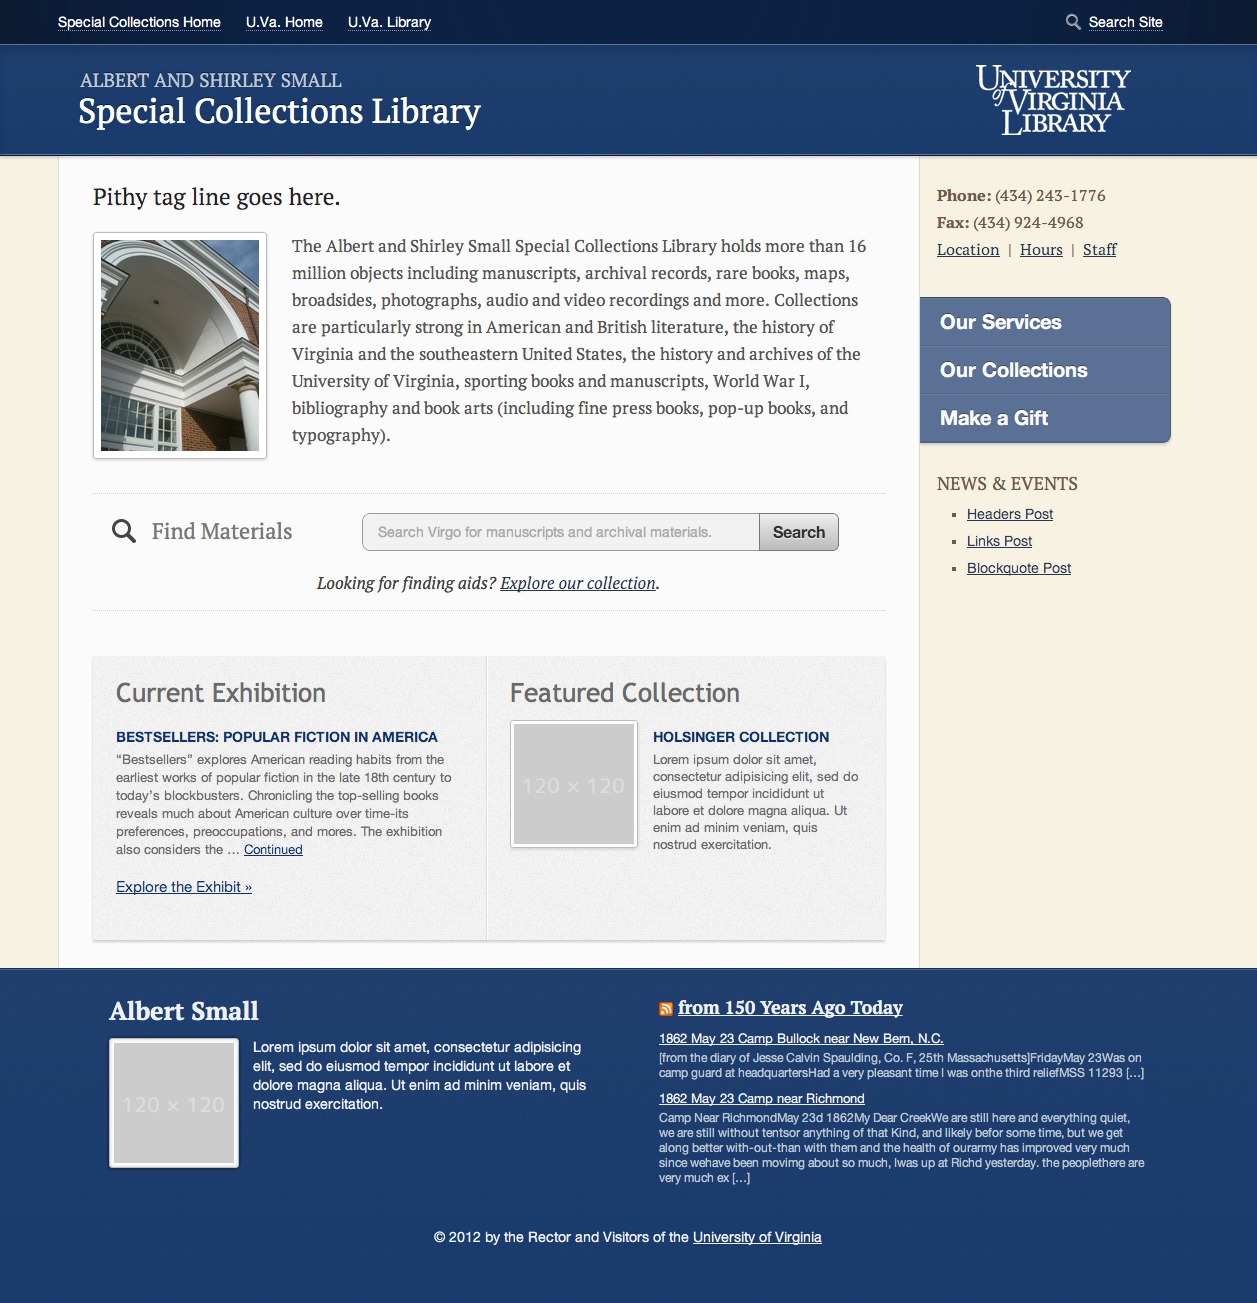 Special Collections Home U.Va. Home U.Va. Library Search Site
ALBERT AND SHIRLEY SMALL
Special Collections Library
UNIVERSITY
of VIRGINIA
LIBRARY
Pithy tag line goes here.
The Albert and Shirley Small Special Collections Library holds more than 16
million objects including manuscripts, archival records, rare books, maps,
broadsides, photographs, audio and video recordings and more. Collections
are particularly strong in American and British literature, the history of
Virginia and the southeastern United States, the history and archives of the
University of Virginia, sporting books and manuscripts, World War I,
bibliography and book arts (including fine press books, pop-up books, and
typography).
Find Materials
Search Virgo for manuscripts and archival materials.
Search
Looking for finding aids? Explore our collection.
Current Exhibition
BESTSELLERS: POPULAR FICTION IN AMERICA
“Bestsellers” explores American reading habits from the
earliest works of popular fiction in the late 18th century to
today’s blockbusters. Chronicling the top-selling books
reveals much about American culture over time-its
preferences, preoccupations, and mores. The exhibition
also considers the … Continued
Explore the Exhibit »
Featured Collection
120 × 120
HOLSINGER COLLECTION
Lorem ipsum dolor sit amet,
consectetur adipisicing elit, sed do
eiusmod tempor incididunt ut
labore et dolore magna aliqua. Ut
enim ad minim veniam, quis
nostrud exercitation.
Phone: (434) 243-1776
Fax: (434) 924-4968
Location | Hours | Staff
Our Services
Our Collections
Make a Gift
NEWS & EVENTS
Headers Post
Links Post
Blockquote Post
Albert Small
120 × 120
Lorem ipsum dolor sit amet, consectetur adipisicing
elit, sed do eiusmod tempor incididunt ut labore et
dolore magna aliqua. Ut enim ad minim veniam, quis
nostrud exercitation.
from 150 Years Ago Today
1862 May 23 Camp Bullock near New Bern, N.C.
[from the diary of Jesse Calvin Spaulding, Co. F, 25th Massachusetts]FridayMay 23Was on
camp guard at headquartersHad a very pleasant time I was onthe third reliefMSS 11293 […]
1862 May 23 Camp near Richmond
Camp Near RichmondMay 23d 1862My Dear CreekWe are still here and everything quiet,
we are still without tentsor anything of that Kind, and likely befor some time, but we get
along better with-out-than with them and the health of ourarmy has improved very much
since wehave been movimg about so much, Iwas up at Richd yesterday. the peoplethere are
very much ex […]
© 2012 by the Rector and Visitors of the University of Virginia